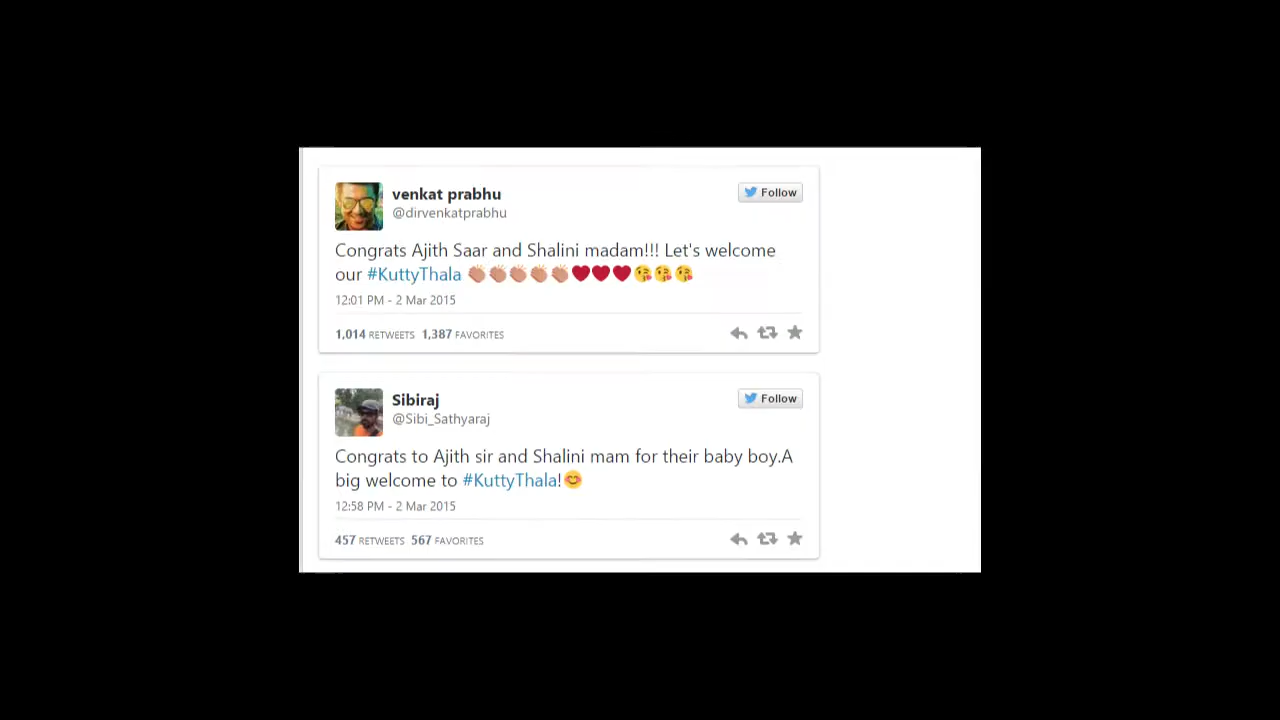 venkat prabhu
@dirvenkatprabhu
Follow
Congrats Ajith Saar and Shalini madam!!! Let's welcome
our #KuttyThala 👏👏👏👏👏❤❤❤😘😘😘
12:01 PM - 2 Mar 2015
1,014 RETWEETS 1,387 FAVORITES
Sibiraj
@Sibi_Sathyaraj
Follow
Congrats to Ajith sir and Shalini mam for their baby boy.A
big welcome to #KuttyThala!😊
12:58 PM - 2 Mar 2015
457 RETWEETS 567 FAVORITES